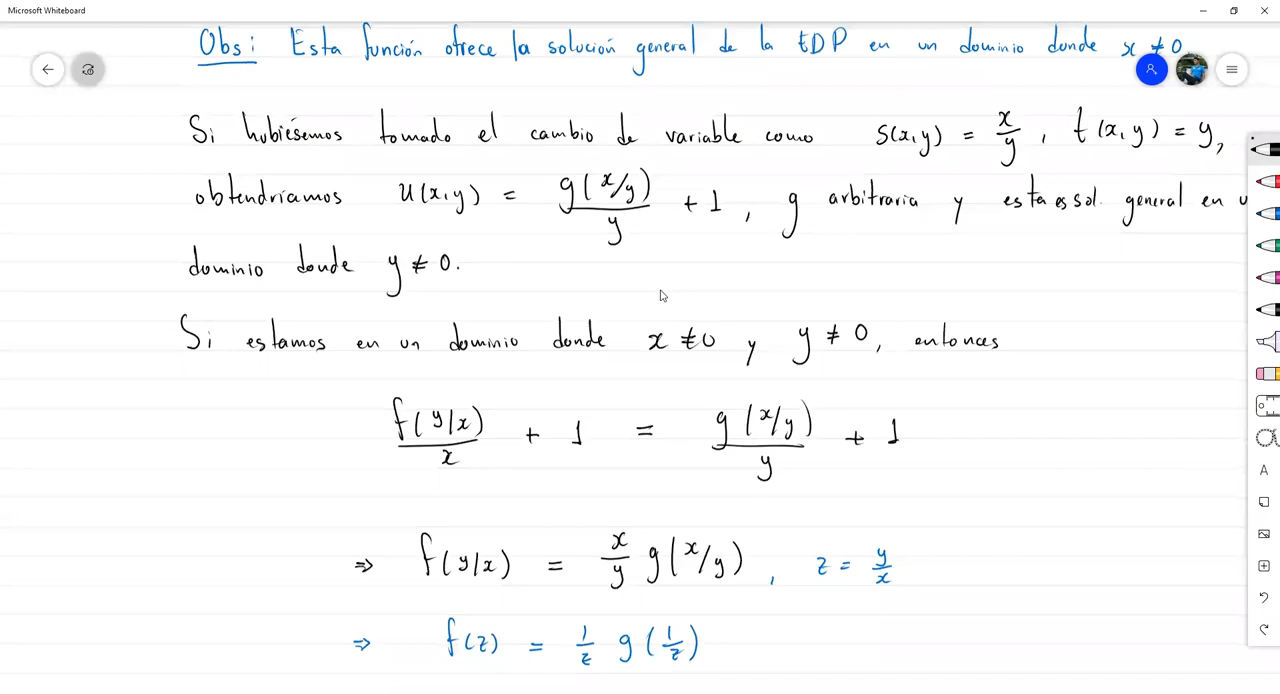 Microsoft Whiteboard
Obs: Esta función ofrece la solución general de la EDP en un dominio donde x ≠ 0
Si hubiésemos tomado el cambio de variable como s(x,y) = x/y, t(x,y) = y,
obtendríamos u(x,y) = g(x/y)/y + 1, g arbitraria y esta es sol. general en u
dominio donde y ≠ 0.
Si estamos en un dominio donde x ≠ 0 y y ≠ 0, entonces
f(y/x)/x + 1 = g(x/y)/y + 1
⇒ f(y/x) = x/y g(x/y), z = y/x
⇒ f(z) = 1/z g(1/z)
A